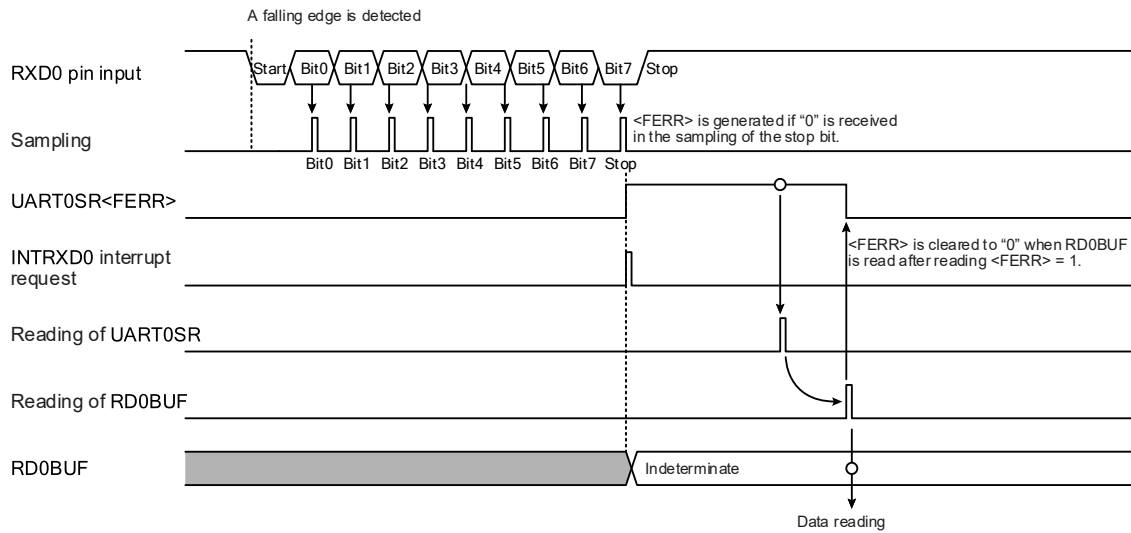 A falling edge is detected
RXD0 pin input
Start Bit0 Bit1 Bit2 Bit3 Bit4 Bit5 Bit6 Bit7 Stop
<FERR> is generated if “0” is received
in the sampling of the stop bit.
Sampling
Bit0 Bit1 Bit2 Bit3 Bit4 Bit5 Bit6 Bit7 Stop
UART0SR<FERR>
<FERR> is cleared to “0” when RD0BUF
is read after reading <FERR> = 1.
INTRXD0 interrupt
request
Reading of UART0SR
Reading of RD0BUF
RD0BUF
Indeterminate
Data reading